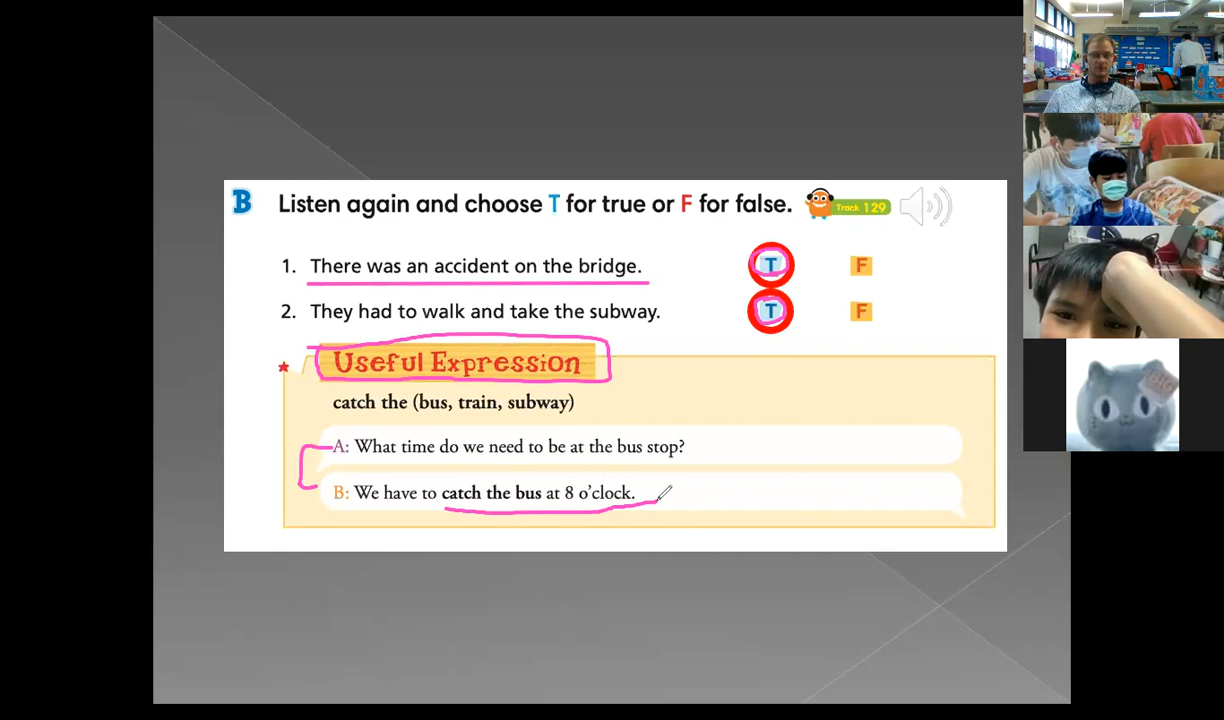 B Listen again and choose T for true or F for false. Track 129
1. There was an accident on the bridge. T F
2. They had to walk and take the subway. T F
Useful Expression
catch the (bus, train, subway)
A: What time do we need to be at the bus stop?
B: We have to catch the bus at 8 o'clock.